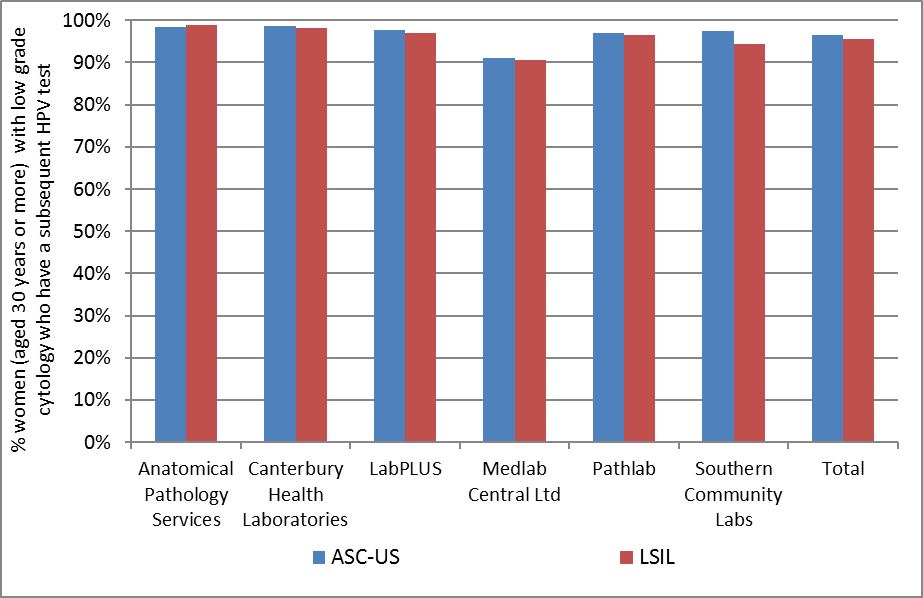 % women (aged 30 years or more)  with low grade
cytology who have a subsequent HPV test
100%
90%
80%
70%
60%
50%
40%
30%
20%
10%
0%
Anatomical
Pathology
Services
Canterbury
Health
Laboratories
LabPLUS
Medlab
Central Ltd
Pathlab
Southern
Community
Labs
Total
ASC-US
LSIL